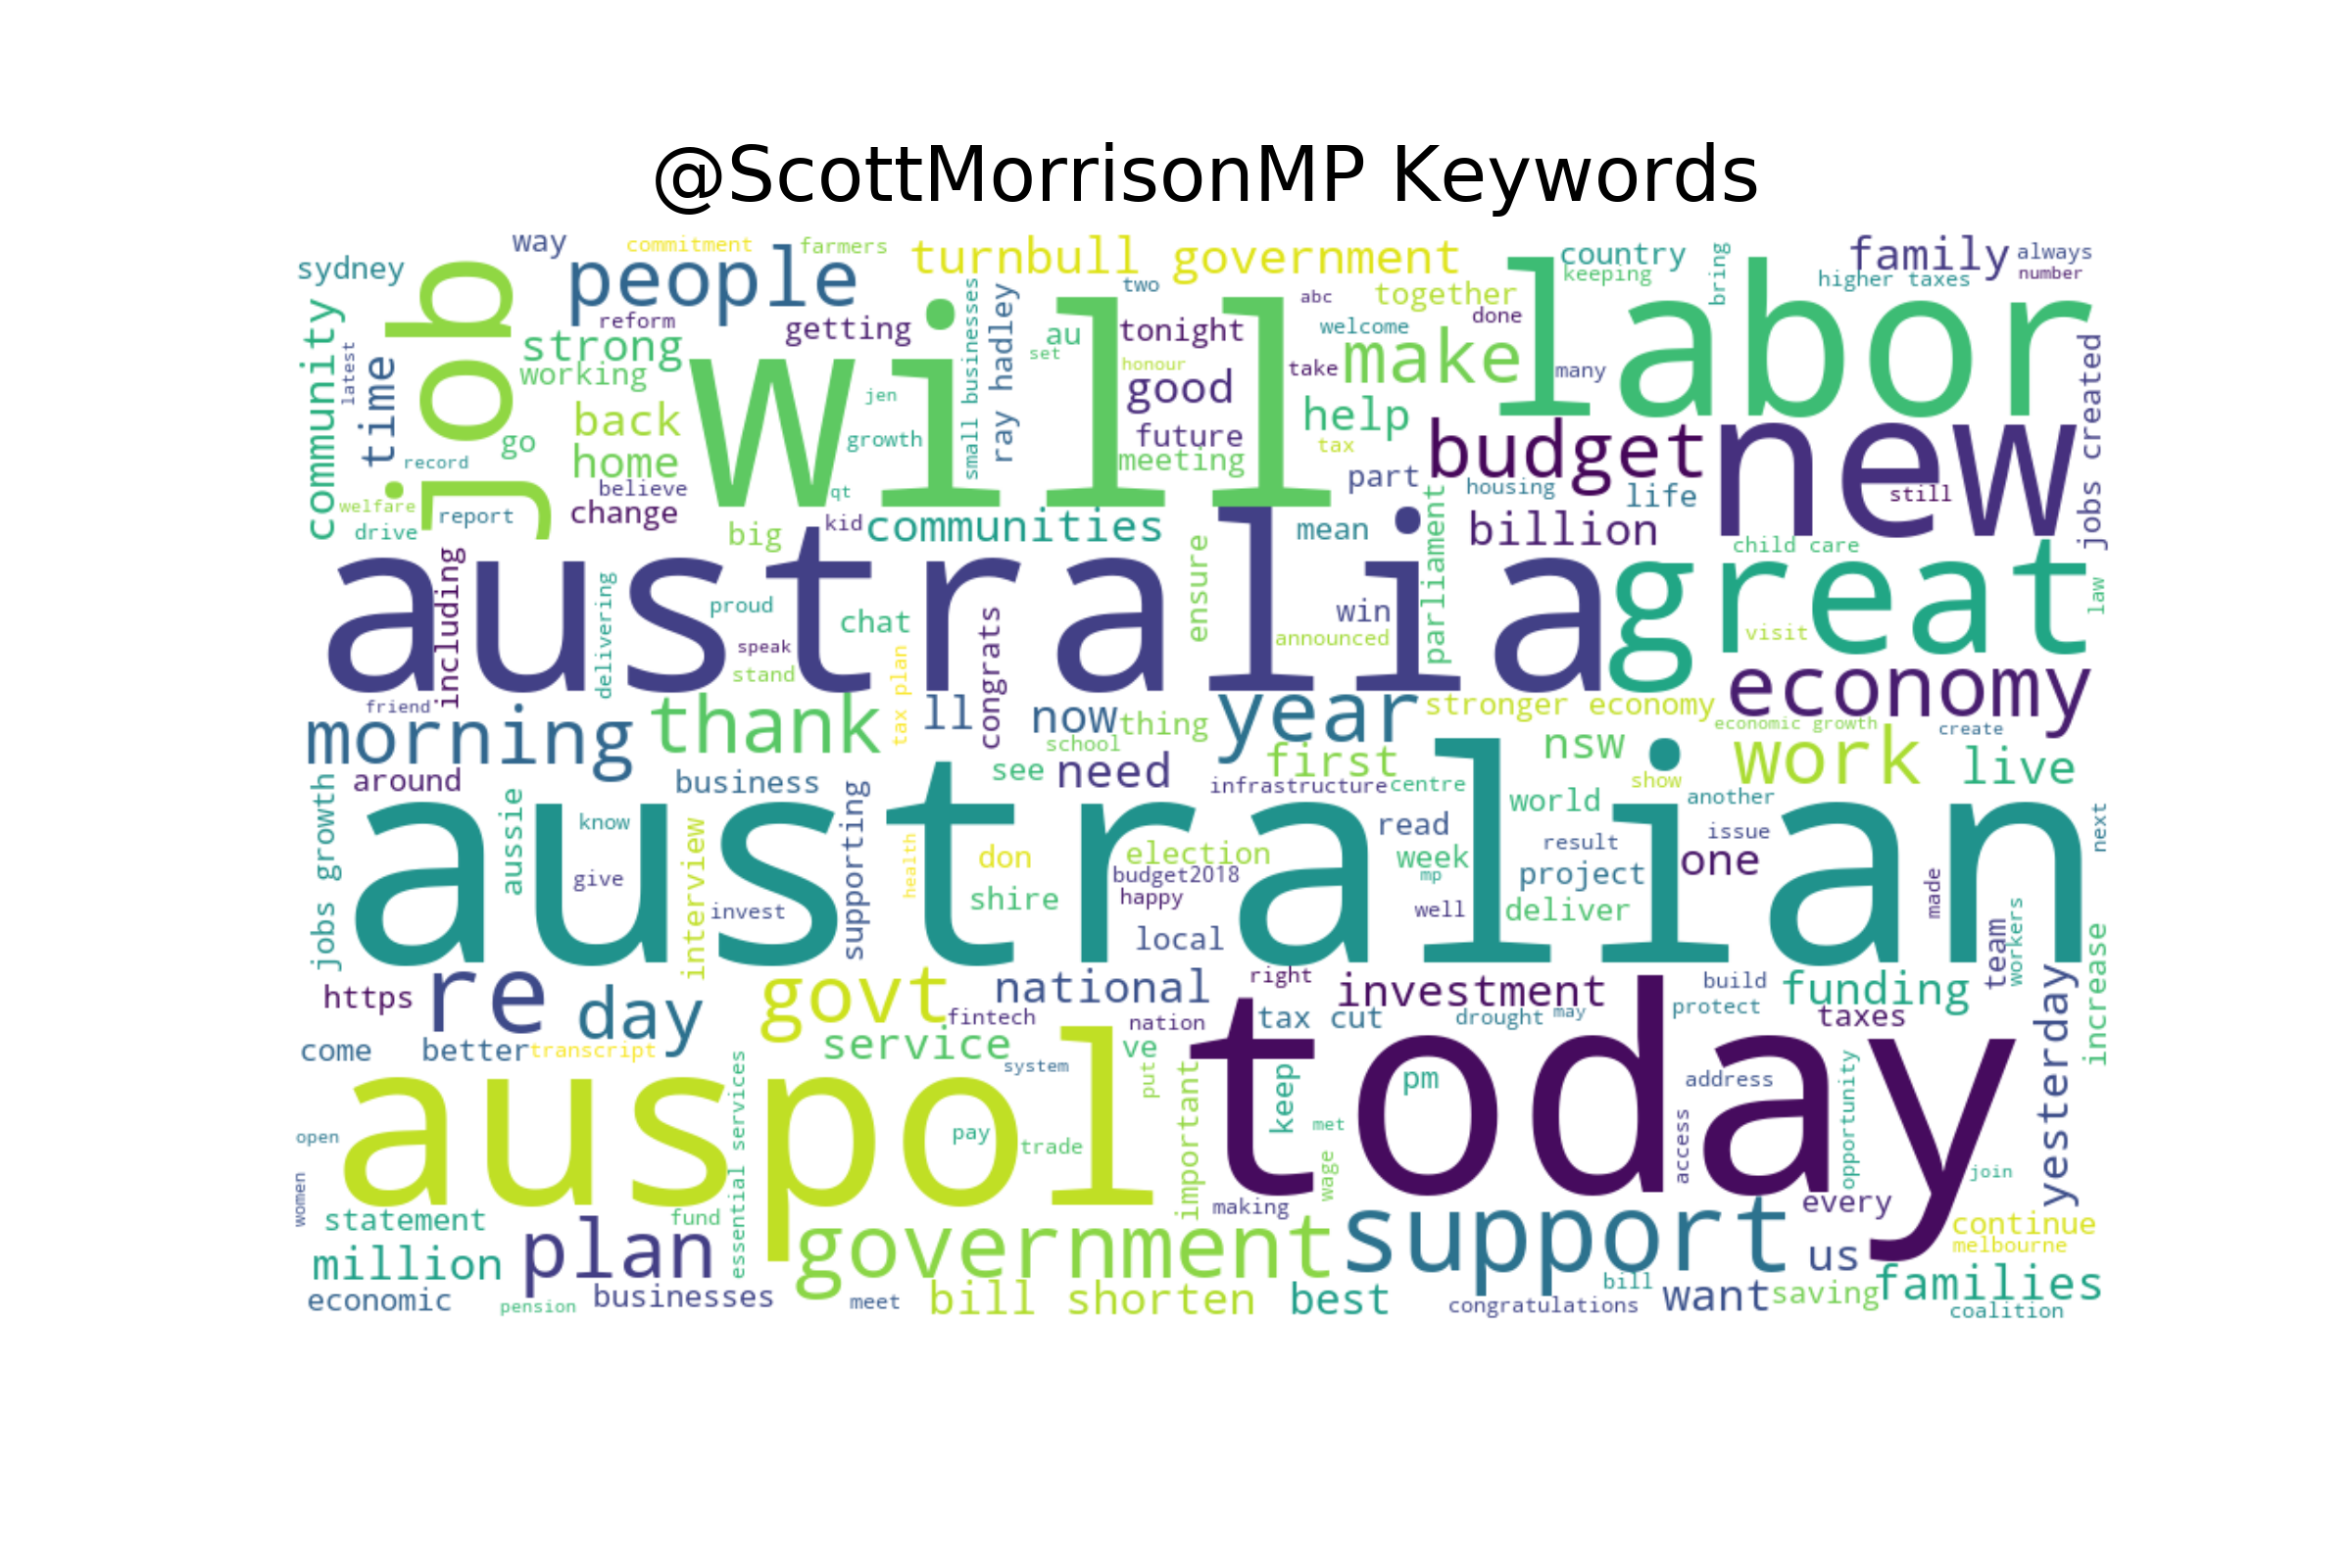 @ScottMorrisonMP Keywords
way
commitment
farmers
turnbull government
country
bring
family
always
sydney
job
people
two
keeping
higher taxes
number
community
reform
getting
will
small businesses
ray hadley
au
tonight
abc
together
welcome
done
labor
latest
time
strong
working
set
honour
take
make
many
jobs created
back
jen
good
help
go
growth
future
tax
budget
new
record
home
meeting
part
welfare
believe
qt
housing
life
still
report
change
kid
communities
parliament
drive
big
mean
billion
child care
australia
great
including
delivering
proud
chat
congrats
ensure
win
law
speak
announced
visit
stand
tax plan
economy
friend
morning
thank
ll
now
thing
year
stronger economy
economic growth
create
school
first
nsw
work
live
around
business
see
need
infrastructure
centre
show
another
jobs growth
aussie
australian
supporting
world
know
interview
health
don
election
read
week
result
issue
one
next
give
budget2018
mp
project
invest
shire
happy
well
deliver
made
local
team
workers
increase
https
re
day
govt
national
right
investment
build
funding
yesterday
fintech
nation
tax cut
drought
may
protect
taxes
come
better
transcript
service
ve
system
put
important
keep
pm
address
opportunity
auspol
today
open
essential services
pay
trade
met
access
join
women
wage
statement
fund
making
every
continue
million
plan
government
support
us
melbourne
economic
pension
businesses
meet
bill shorten
best
bill
congratulations
want
saving
families
coalition